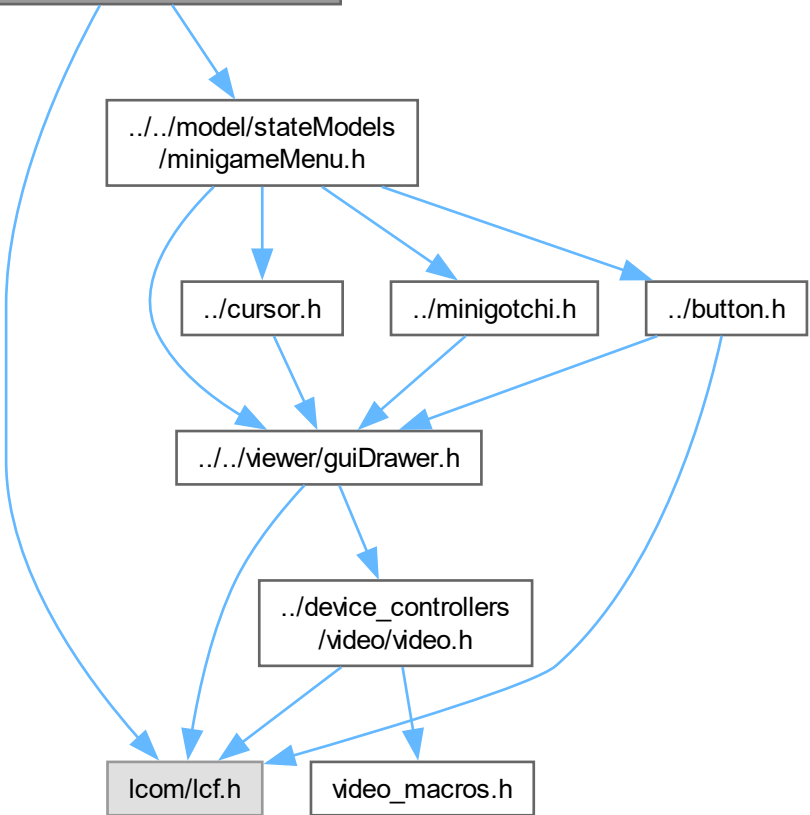 ../../model/stateModels
/minigameMenu.h
../cursor.h
../minigotchi.h
../button.h
../../viewer/guiDrawer.h
../device_controllers
/video/video.h
lcom/lcf.h
video_macros.h